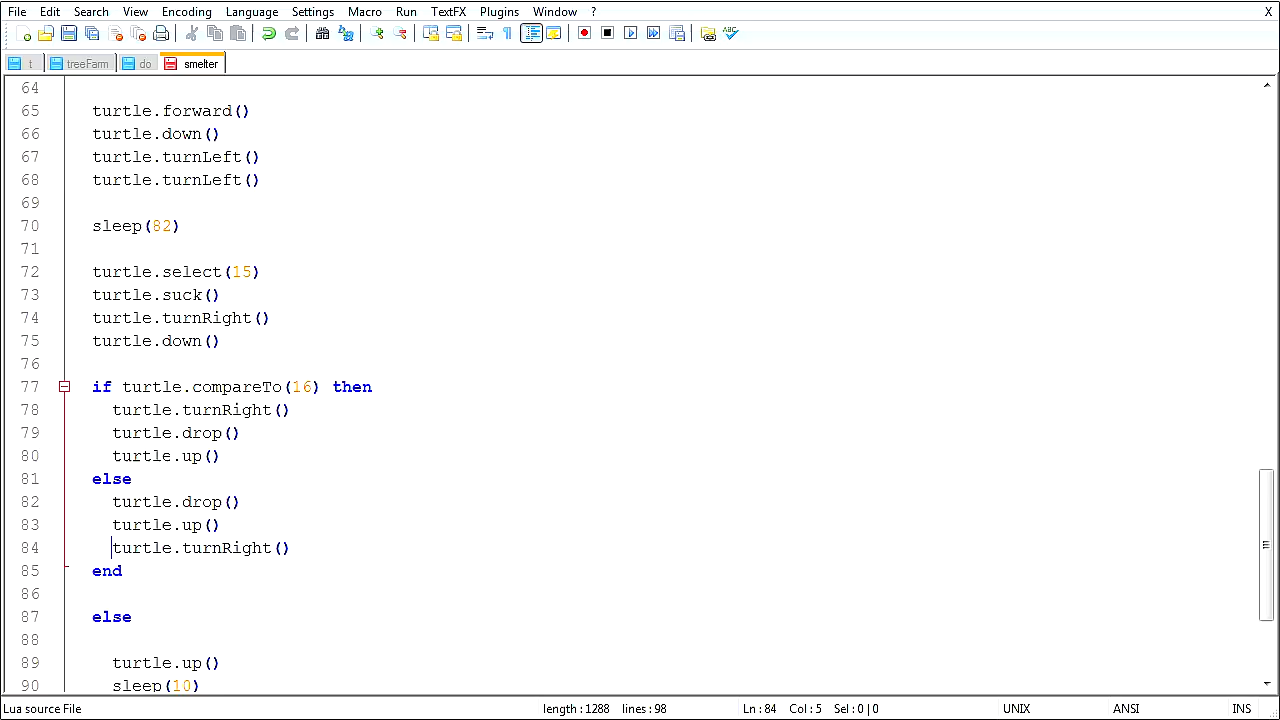 File Edit Search View Encoding Language Settings Macro Run TextFX Plugins Window ? X
t treeFarm do smelter
64
65 turtle.forward()
66 turtle.down()
67 turtle.turnLeft()
68 turtle.turnLeft()
69
70 sleep(82)
71
72 turtle.select(15)
73 turtle.suck()
74 turtle.turnRight()
75 turtle.down()
76
77 if turtle.compareTo(16) then
78 turtle.turnRight()
79 turtle.drop()
80 turtle.up()
81 else
82 turtle.drop()
83 turtle.up()
84 turtle.turnRight()
85 end
86
87 else
88
89 turtle.up()
90 sleep(10)
Lua source File length : 1288 lines : 98 Ln : 84 Col : 5 Sel : 0 | 0 UNIX ANSI INS